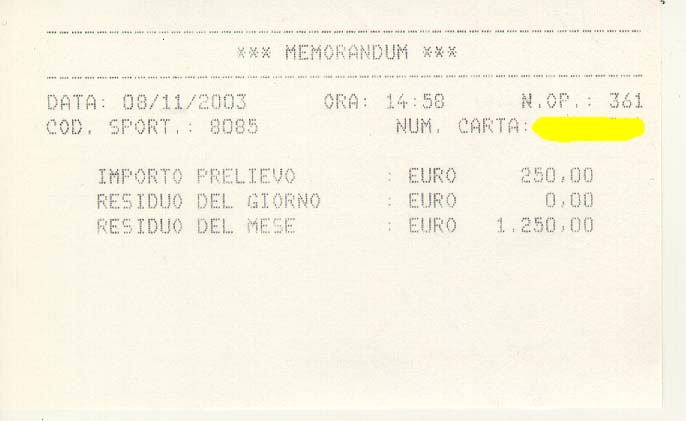 *** MEMORANDUM ***
DATA: 08/11/2003 ORA: 14:58 N.OP.: 361
COD. SPORT.: 8085 NUM. CARTA:
IMPORTO PRELIEVO : EURO 250,00
RESIDUO DEL GIORNO : EURO 0,00
RESIDUO DEL MESE : EURO 1.250,00